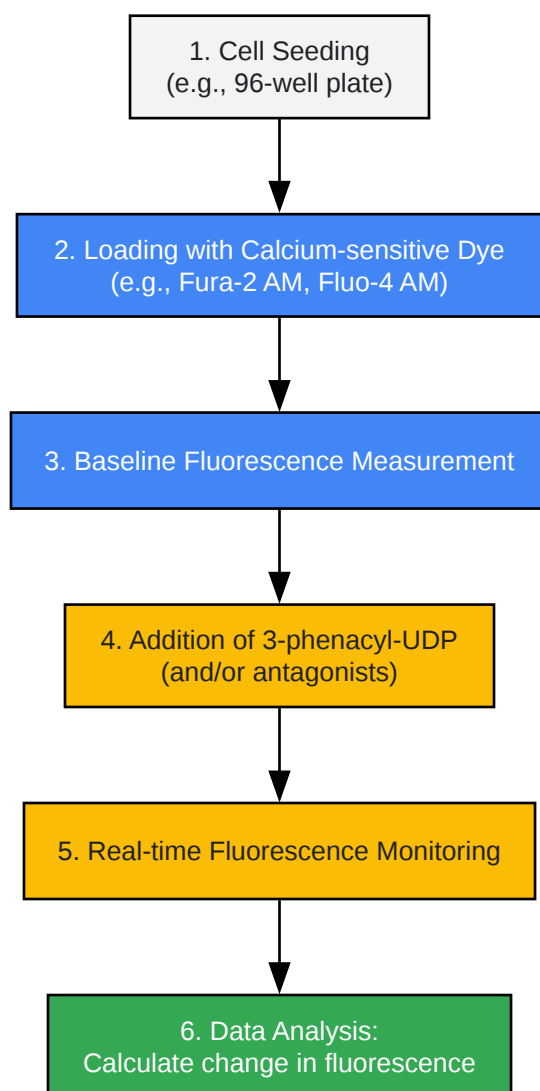 1. Cell Seeding
(e.g., 96-well plate)
2. Loading with Calcium-sensitive Dye
(e.g., Fura-2 AM, Fluo-4 AM)
3. Baseline Fluorescence Measurement
4. Addition of 3-phenacyl-UDP
(and/or antagonists)
5. Real-time Fluorescence Monitoring
6. Data Analysis:
Calculate change in fluorescence